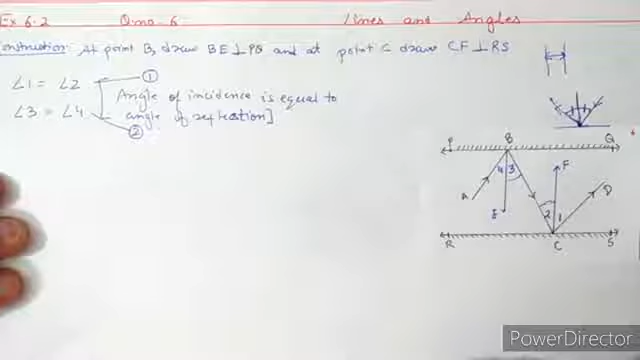 Ex 6.2 Q.no. 6 Lines and Angles
Construction: At point B, draw BE⊥PQ and at point C draw CF⊥RS
∠1 = ∠2 ①
Angle of incidence is equal to
∠3 = ∠4 angle of reflection]
②
P B Q
4 3 F
A D
E 2 1
R C S
PowerDirector